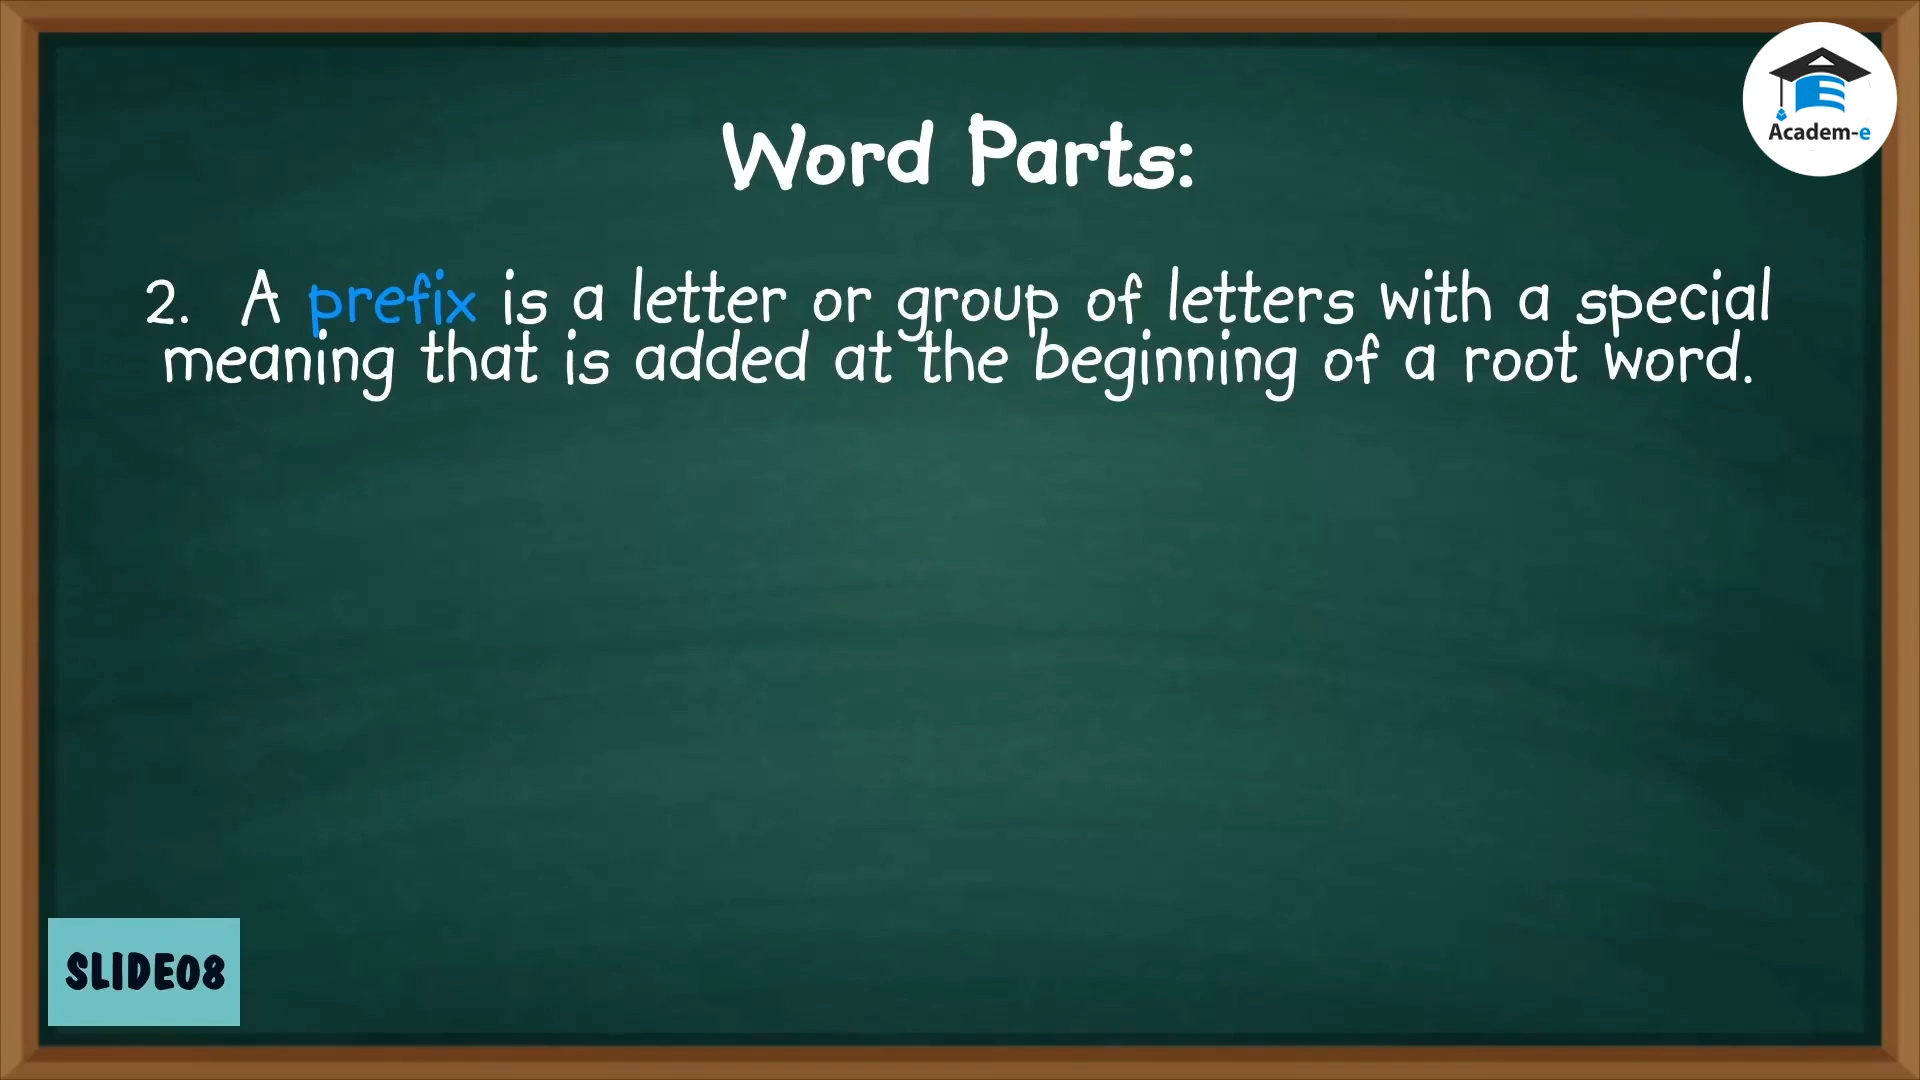 Academ-e
Word Parts:
2. A prefix is a letter or group of letters with a special
meaning that is added at the beginning of a root word.
SLIDE08